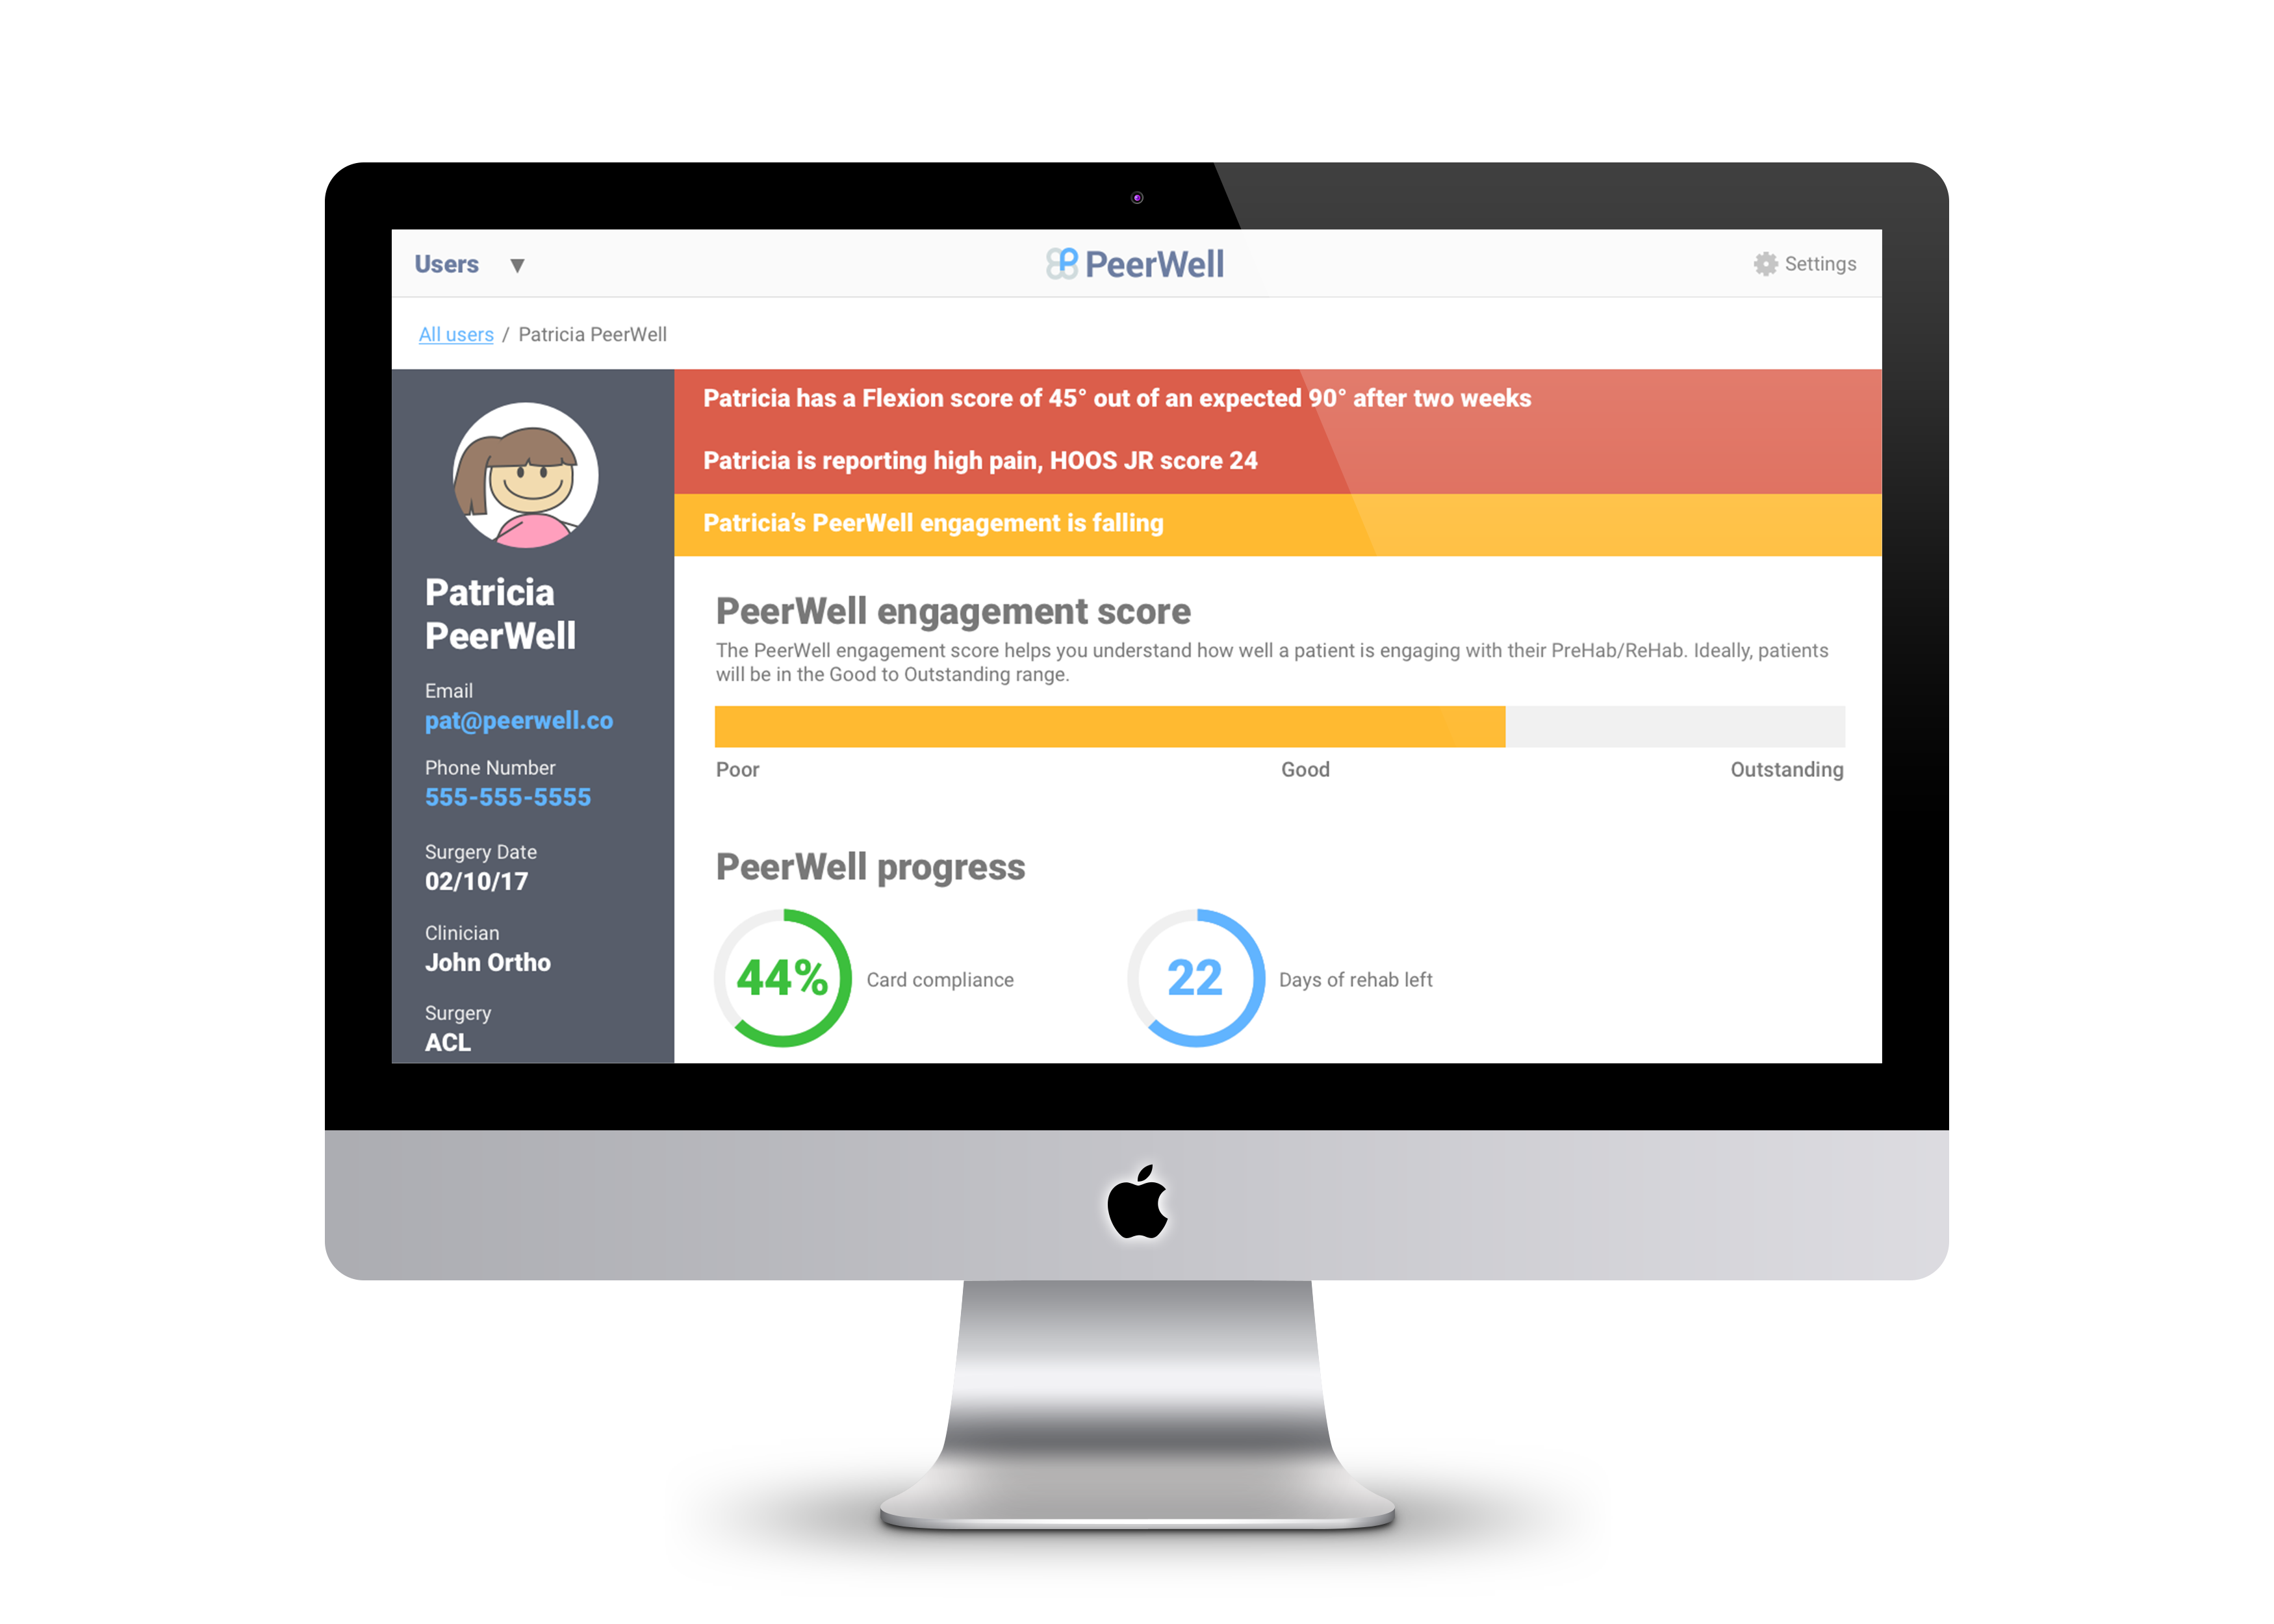 Users ▼
PeerWell
Settings
All users / Patricia PeerWell
Patricia
PeerWell
Email
pat@peerwell.co
Phone Number
555-555-5555
Surgery Date
02/10/17
Clinician
John Ortho
Surgery
ACL
Patricia has a Flexion score of 45° out of an expected 90° after two weeks
Patricia is reporting high pain, HOOS JR score 24
Patricia’s PeerWell engagement is falling
PeerWell engagement score
The PeerWell engagement score helps you understand how well a patient is engaging with their PreHab/ReHab. Ideally, patients
will be in the Good to Outstanding range.
Poor
Good
Outstanding
PeerWell progress
44%
Card compliance
22
Days of rehab left